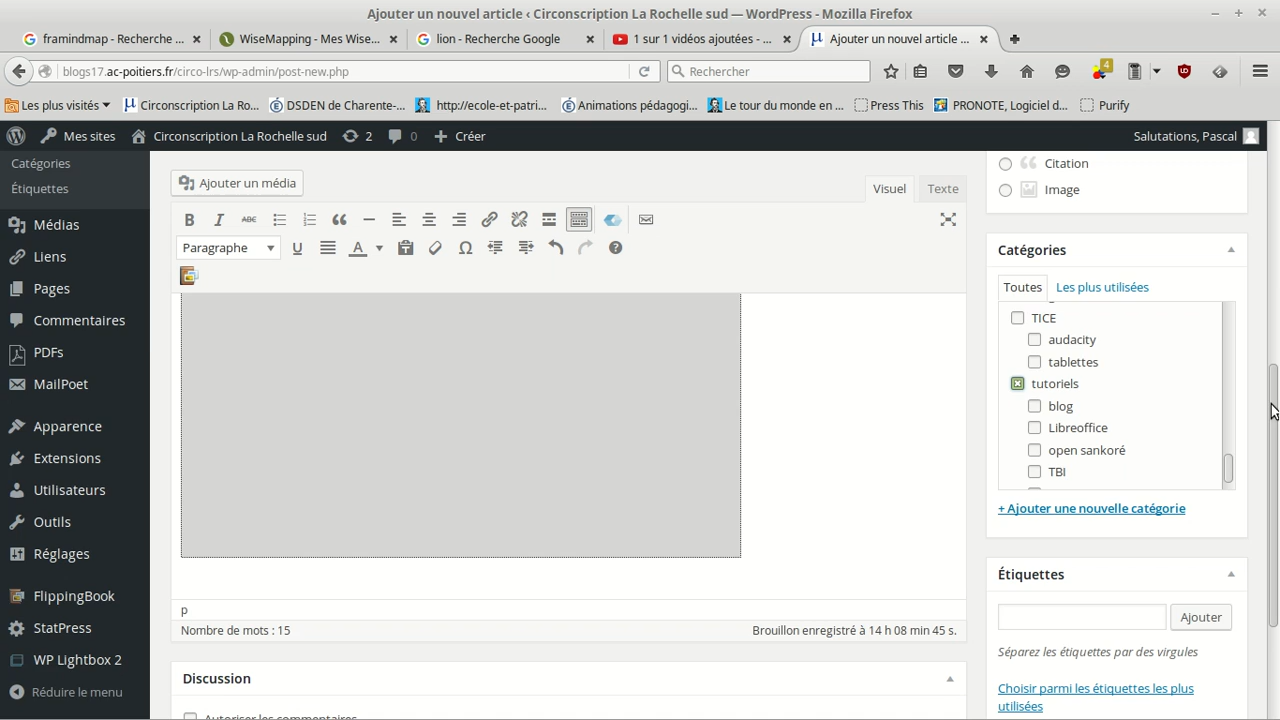 Ajouter un nouvel article ‹ Circonscription La Rochelle sud — WordPress - Mozilla Firefox
framindmap - Recherche ... WiseMapping - Mes Wise... lion - Recherche Google 1 sur 1 vidéos ajoutées - ... Ajouter un nouvel article ...
blogs17.ac-poitiers.fr/circo-lrs/wp-admin/post-new.php Rechercher 4
Les plus visités Circonscription La Ro... DSDEN de Charente-... http://ecole-et-patri... Animations pédagogi... Le tour du monde en ... Press This PRONOTE, Logiciel d... Purify
Mes sites Circonscription La Rochelle sud 2 0 Créer Salutations, Pascal
Catégories
Étiquettes
Médias
Liens
Pages
Commentaires
PDFs
MailPoet
Apparence
Extensions
Utilisateurs
Outils
Réglages
FlippingBook
StatPress
WP Lightbox 2
Réduire le menu
Ajouter un média
Visuel Texte
B I ABC
Paragraphe U A Ω
p
Nombre de mots : 15 Brouillon enregistré à 14 h 08 min 45 s.
Discussion
Autoriser les commentaires
Citation
Image
Catégories
Toutes Les plus utilisées
TICE
audacity
tablettes
tutoriels
blog
Libreoffice
open sankoré
TBI
+ Ajouter une nouvelle catégorie
Étiquettes
Ajouter
Séparez les étiquettes par des virgules
Choisir parmi les étiquettes les plus
utilisées